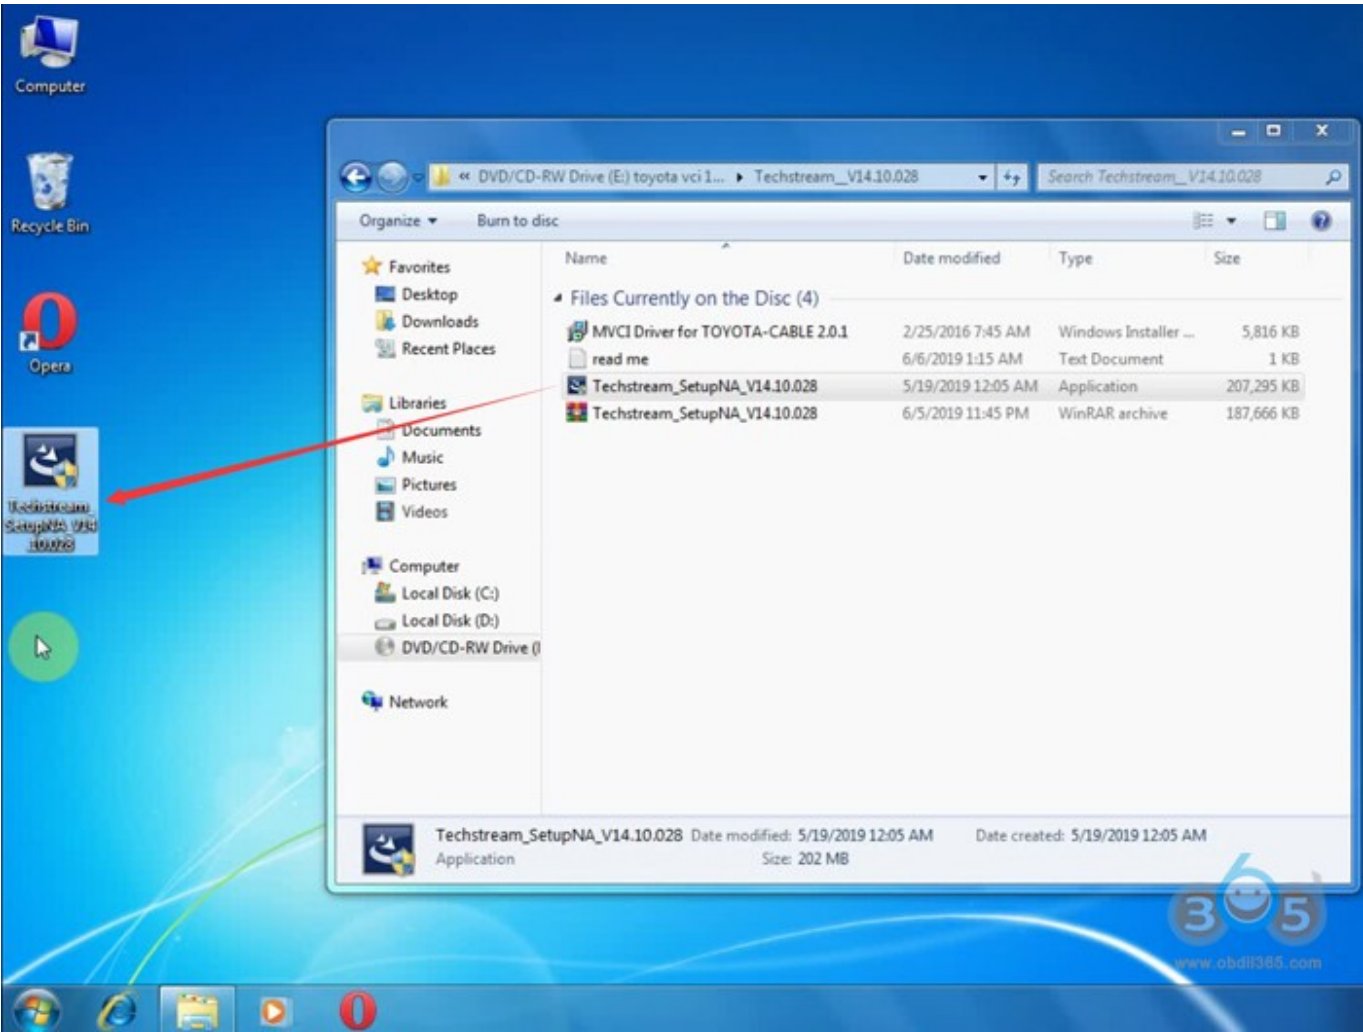 Computer
Recycle Bin
Opera
Techstream_
SetupNA_V14
.10.028
« DVD/CD-RW Drive (E:) toyota vci 1... ▸ Techstream__V14.10.028
Search Techstream__V14.10.028
Organize ▾ Burn to disc
Favorites
Desktop
Downloads
Recent Places
Libraries
Documents
Music
Pictures
Videos
Computer
Local Disk (C:)
Local Disk (D:)
DVD/CD-RW Drive (
Network
Name Date modified Type Size
Files Currently on the Disc (4)
MVCI Driver for TOYOTA-CABLE 2.0.1 2/25/2016 7:45 AM Windows Installer ... 5,816 KB
read me 6/6/2019 1:15 AM Text Document 1 KB
Techstream_SetupNA_V14.10.028 5/19/2019 12:05 AM Application 207,295 KB
Techstream_SetupNA_V14.10.028 6/5/2019 11:45 PM WinRAR archive 187,666 KB
Techstream_SetupNA_V14.10.028 Date modified: 5/19/2019 12:05 AM Date created: 5/19/2019 12:05 AM
Application Size: 202 MB
365
www.obdii365.com